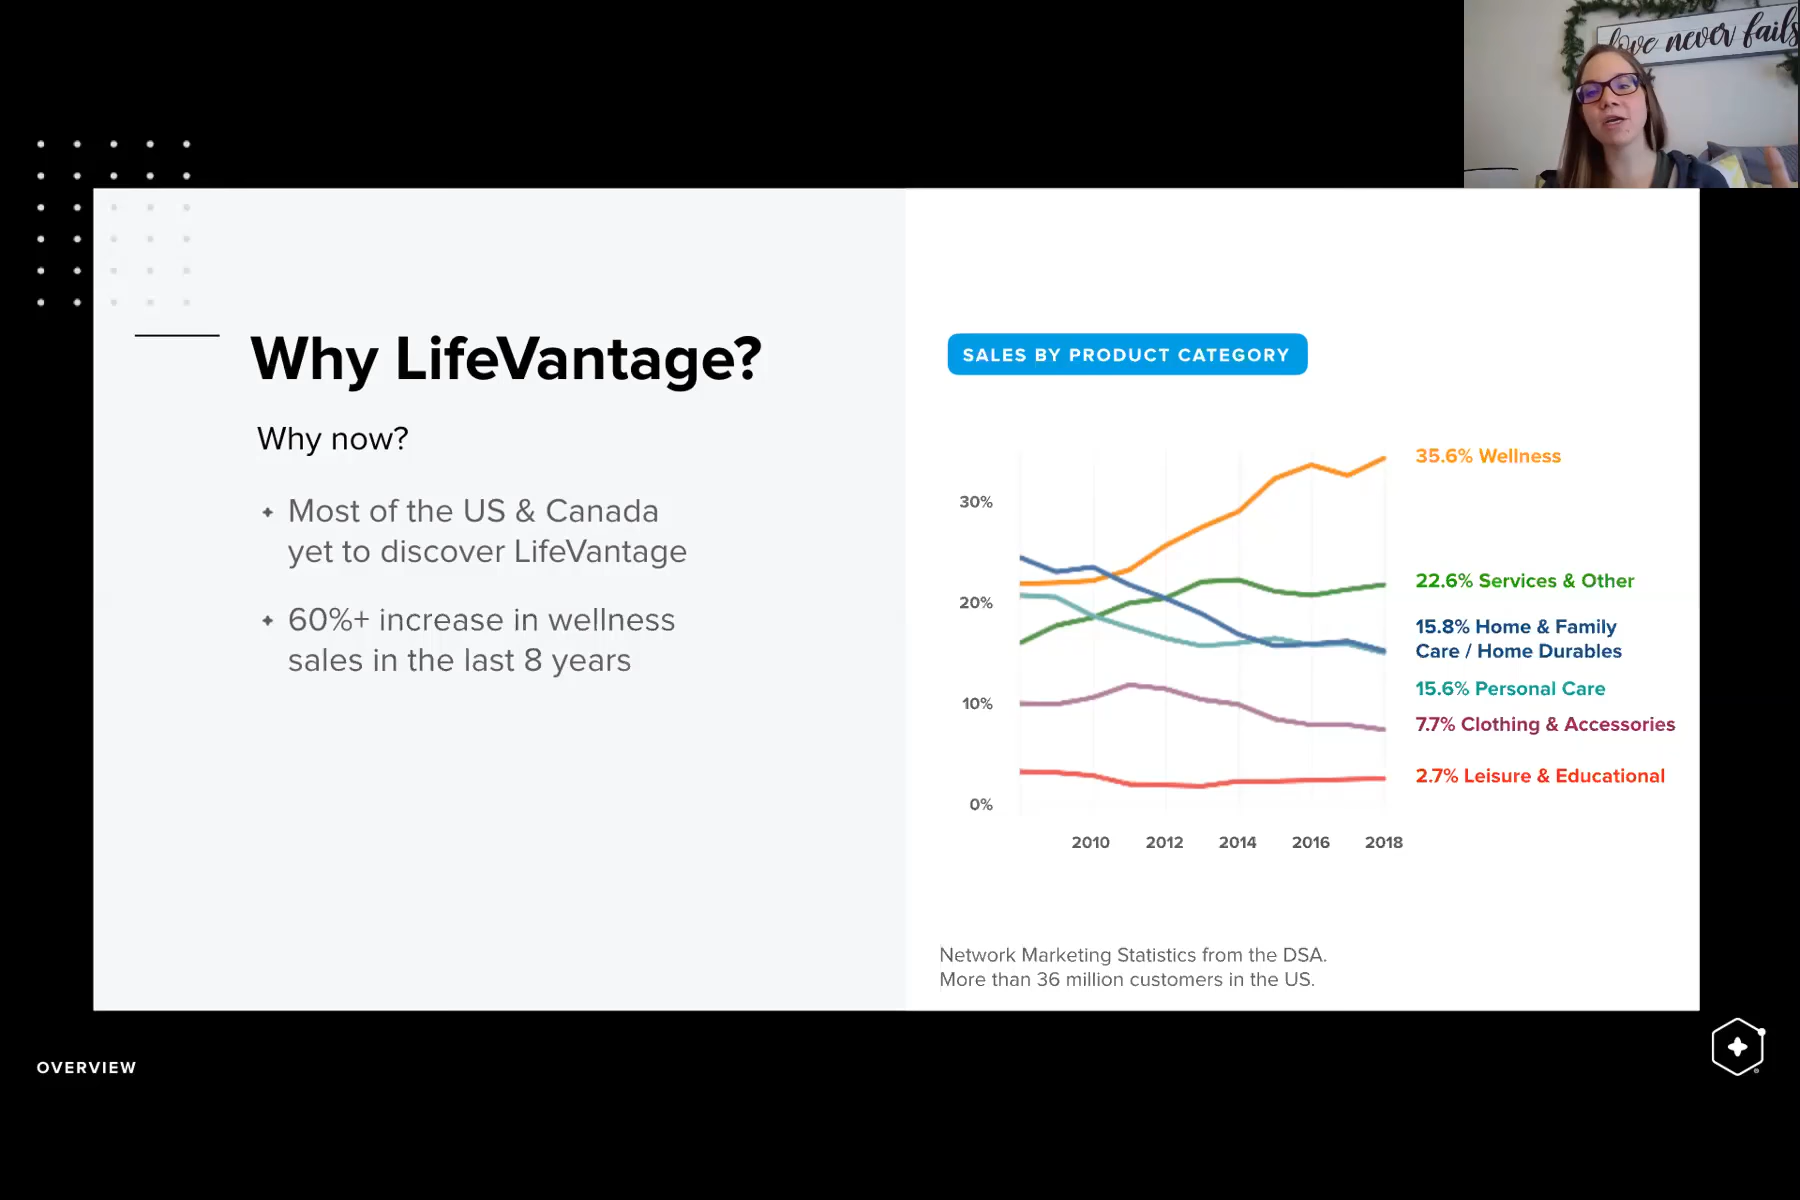 love never fails
Why LifeVantage?
Why now?
Most of the US & Canada
yet to discover LifeVantage
60%+ increase in wellness
sales in the last 8 years
SALES BY PRODUCT CATEGORY
30%
20%
10%
0%
2010 2012 2014 2016 2018
35.6% Wellness
22.6% Services & Other
15.8% Home & Family
Care / Home Durables
15.6% Personal Care
7.7% Clothing & Accessories
2.7% Leisure & Educational
Network Marketing Statistics from the DSA.
More than 36 million customers in the US.
OVERVIEW
®